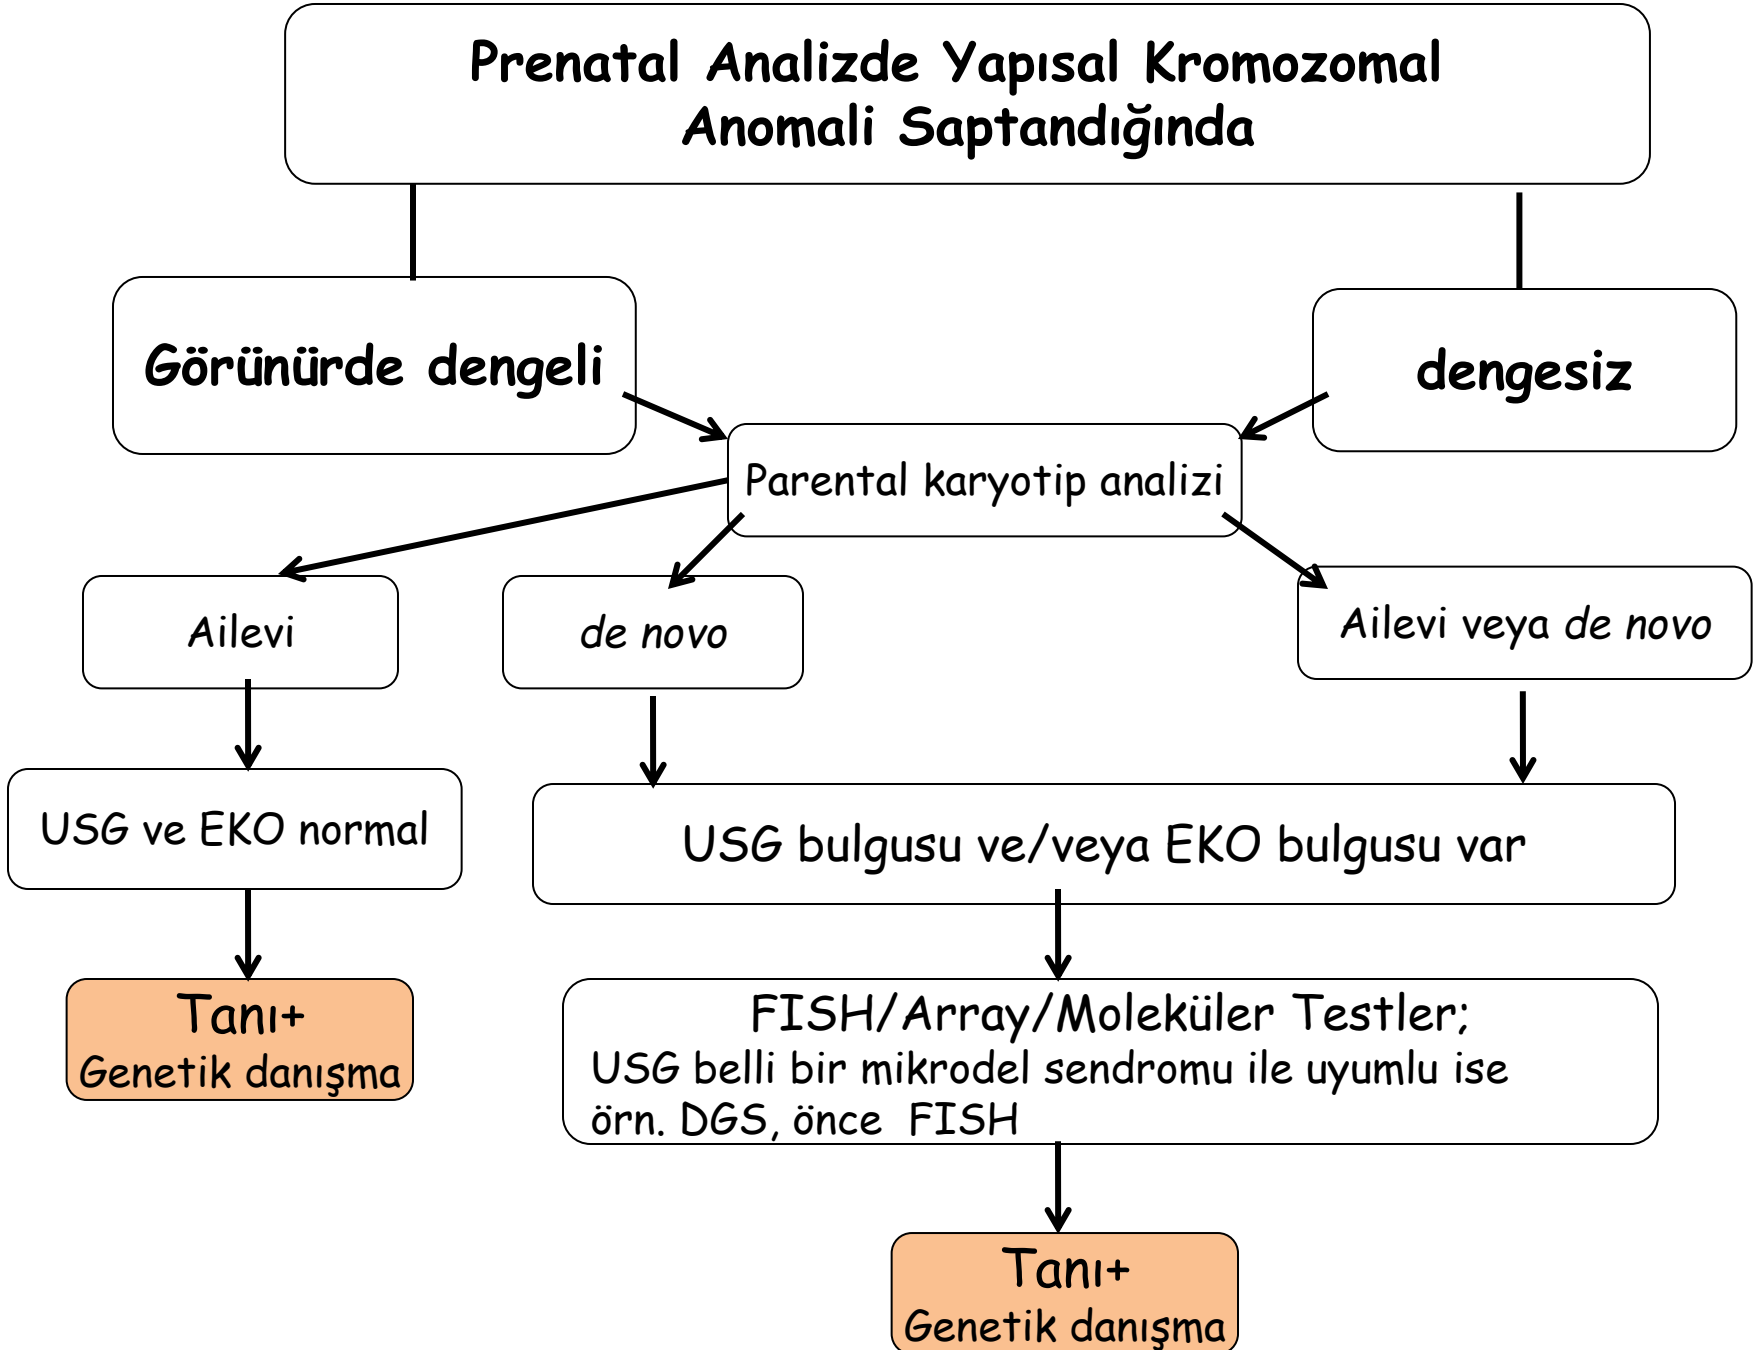 Prenatal Analizde Yapısal Kromozomal
Anomali Saptandığında
Görünürde dengeli
dengesiz
Parental karyotip analizi
Ailevi
de novo
Ailevi veya de novo
USG ve EKO normal
USG bulgusu ve/veya EKO bulgusu var
Tanı+
Genetik danışma
FISH/Array/Moleküler Testler;
USG belli bir mikrodel sendromu ile uyumlu ise
örn. DGS, önce FISH
Tanı+
Genetik danışma